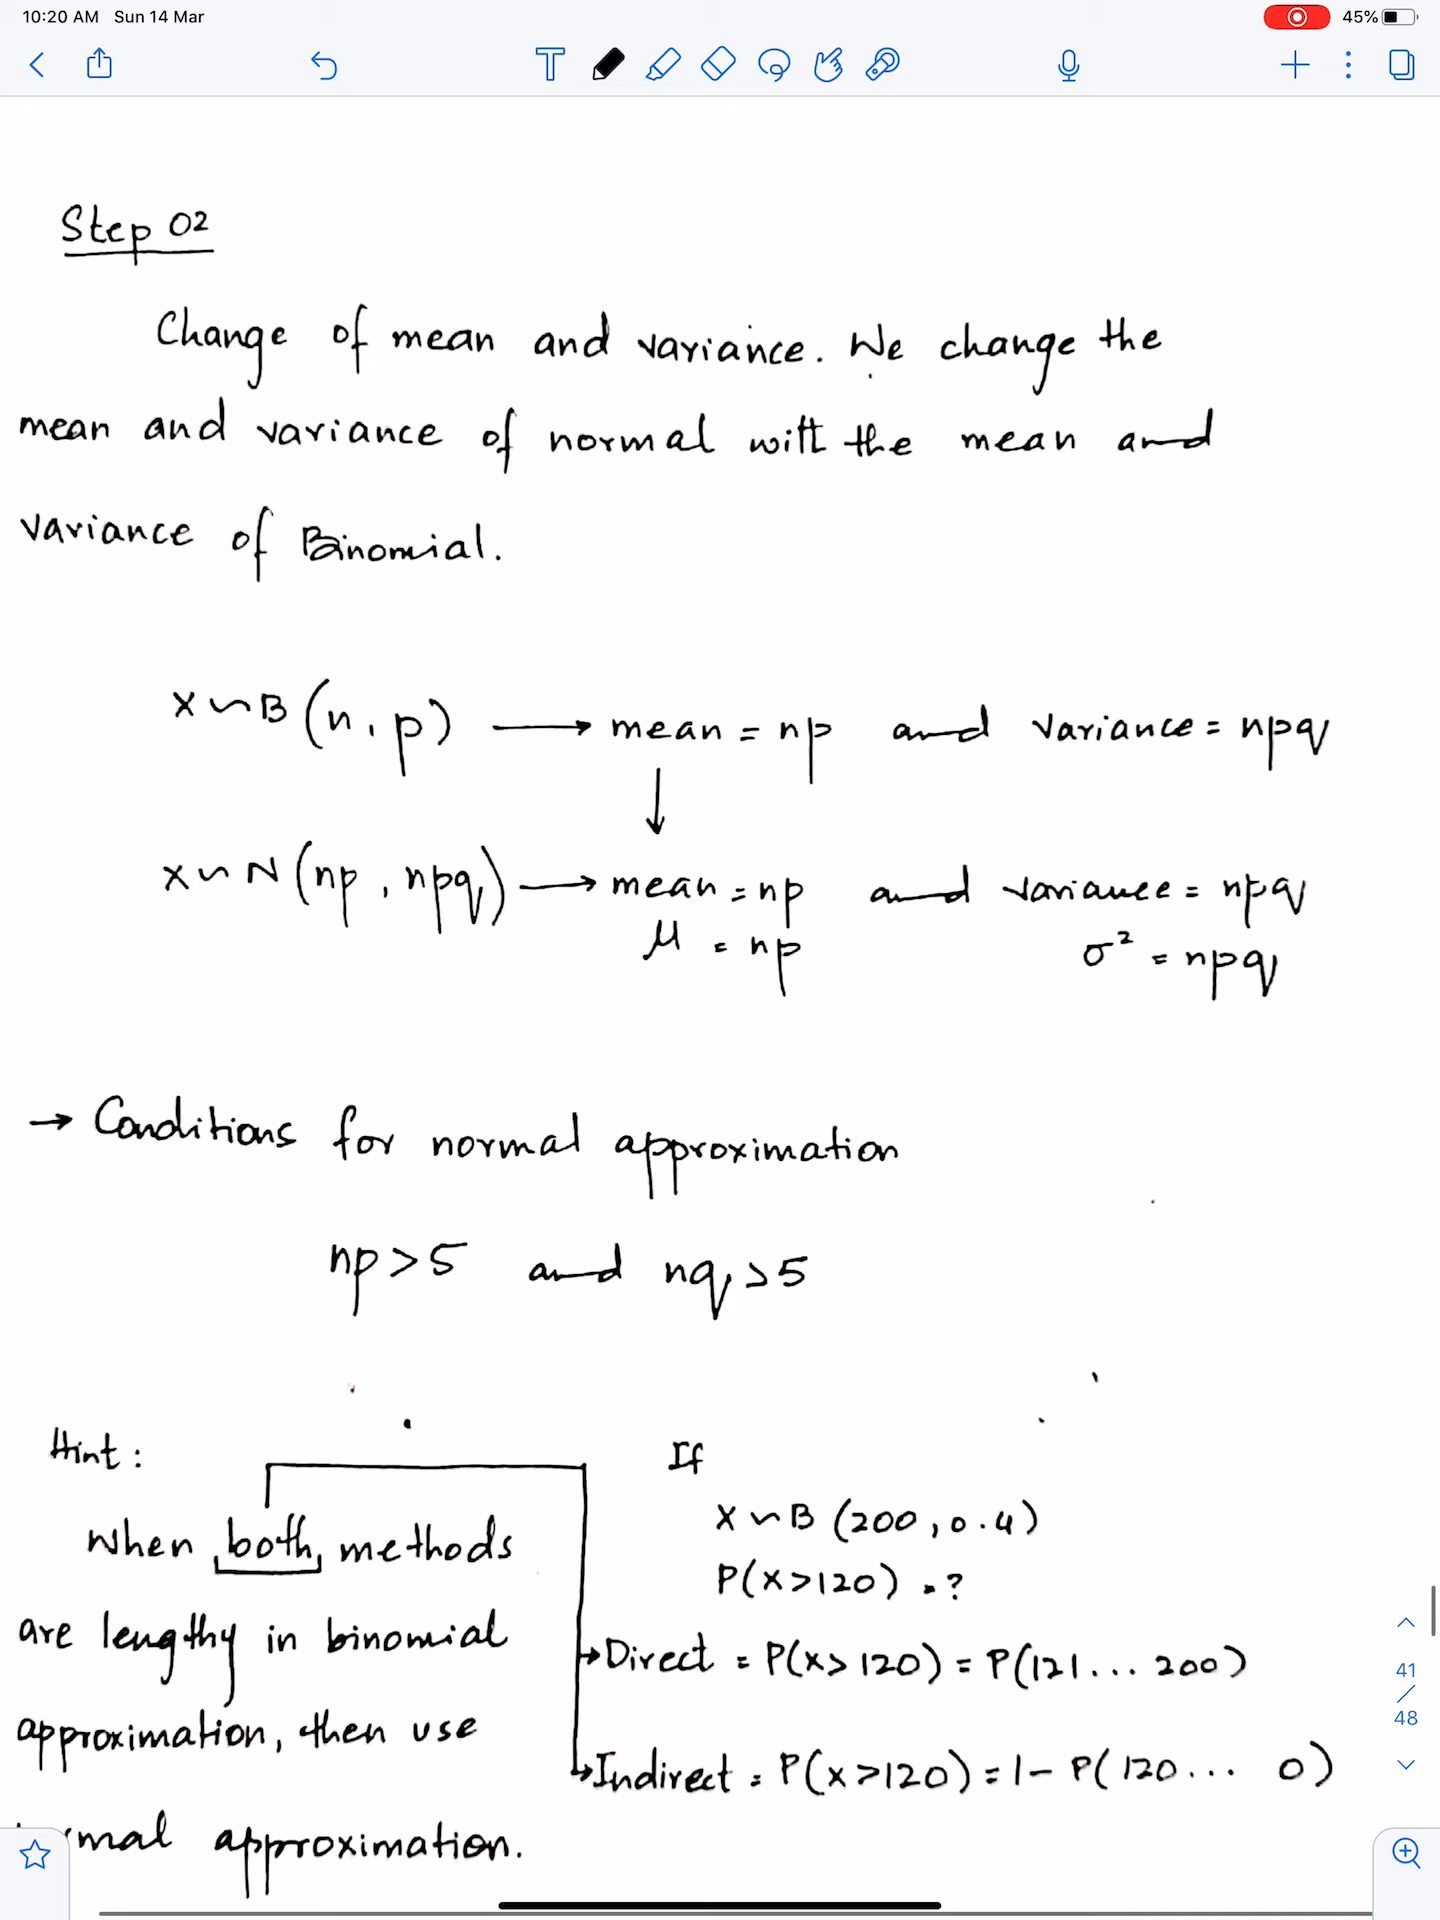 10:20 AM Sun 14 Mar 45%
Step 02
Change of mean and variance. We change the
mean and variance of normal with the mean and
variance of Binomial.
X ∽ B (n, p) → mean = np and variance = npq
↓
X ∽ N (np, npq) → mean = np and variance = npq
μ = np σ² = npq
→ Conditions for normal approximation
np > 5 and nq > 5
Hint:
When both methods
are lengthy in binomial
approximation, then use
approximation.
If
X ∽ B (200, 0.4)
P(X > 120) = ?
→ Direct = P(X > 120) = P(121 ... 200)
→ Indirect = P(X > 120) = 1 - P(120 ... 0)
41
/
48